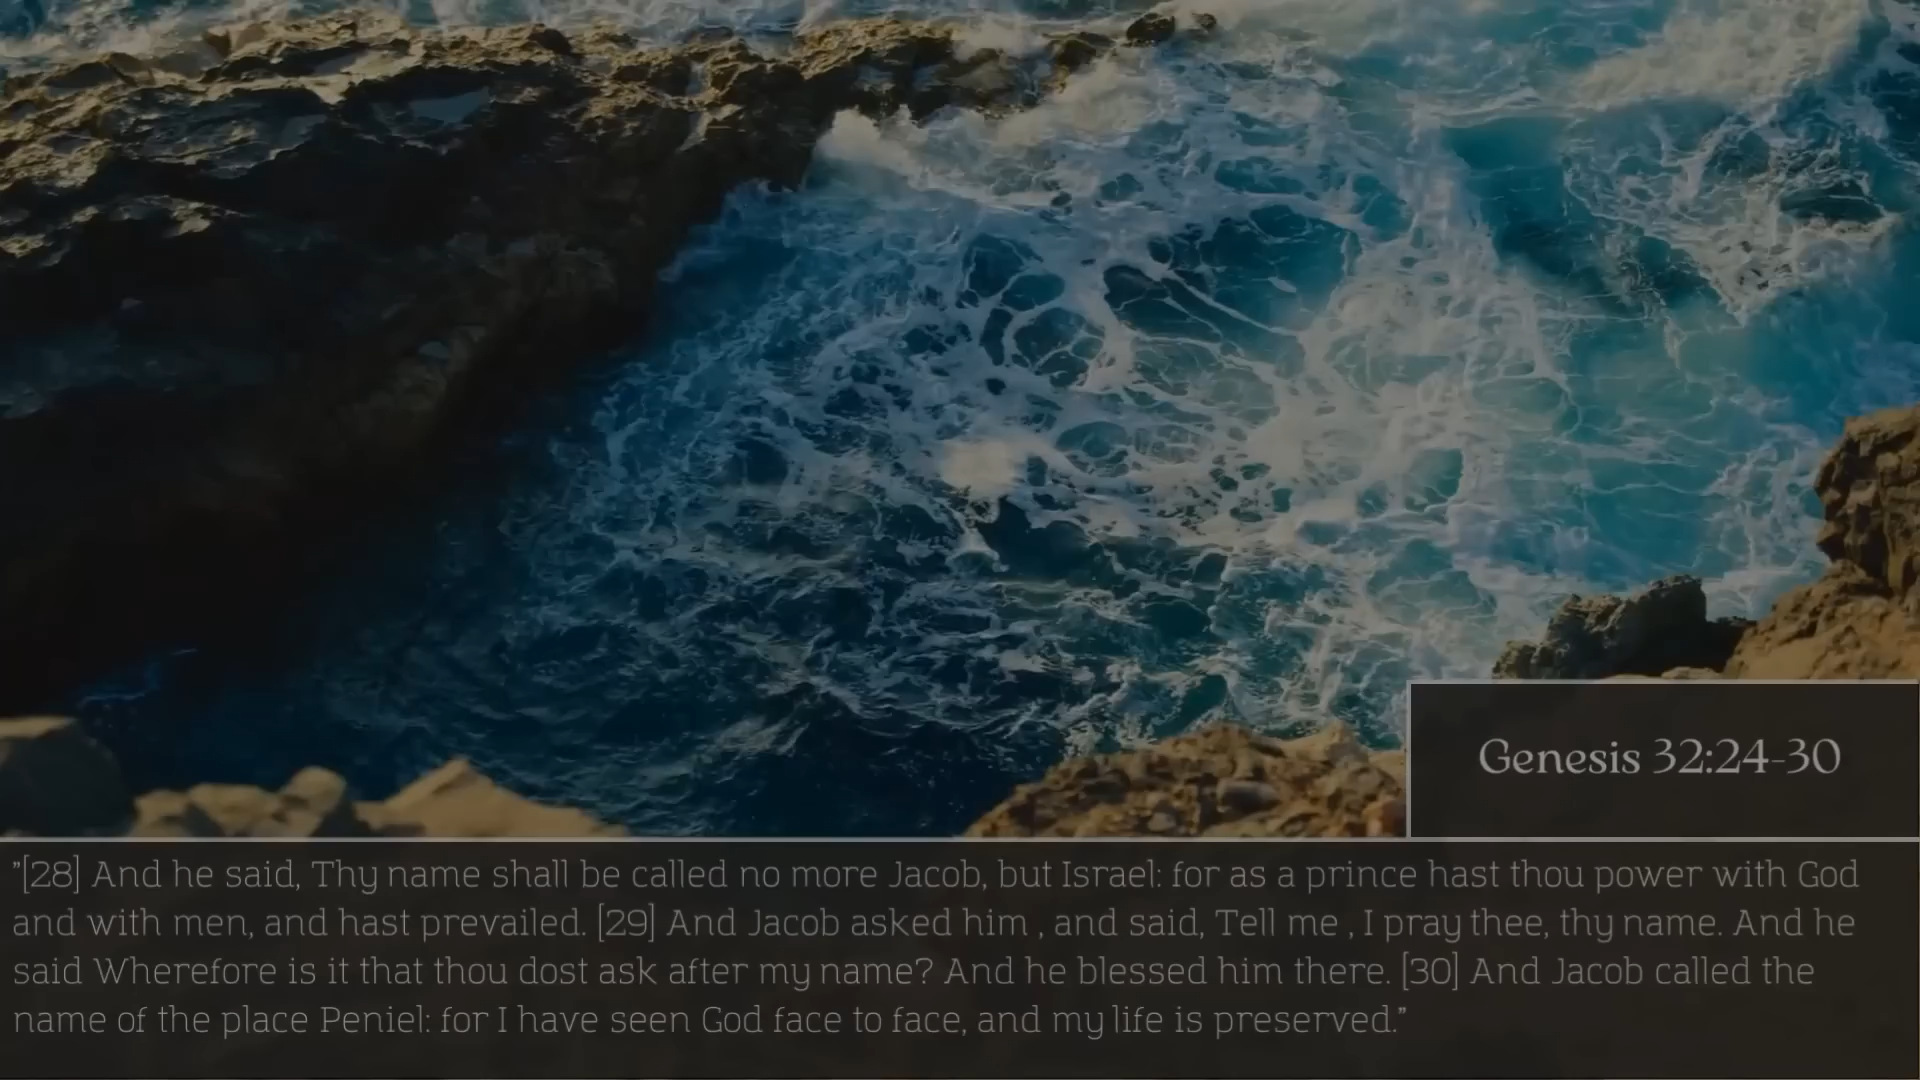 Genesis 32:24-30
"[28] And he said, Thy name shall be called no more Jacob, but Israel: for as a prince hast thou power with God
and with men, and hast prevailed. [29] And Jacob asked him , and said, Tell me , I pray thee, thy name. And he
said Wherefore is it that thou dost ask after my name? And he blessed him there. [30] And Jacob called the
name of the place Peniel: for I have seen God face to face, and my life is preserved."